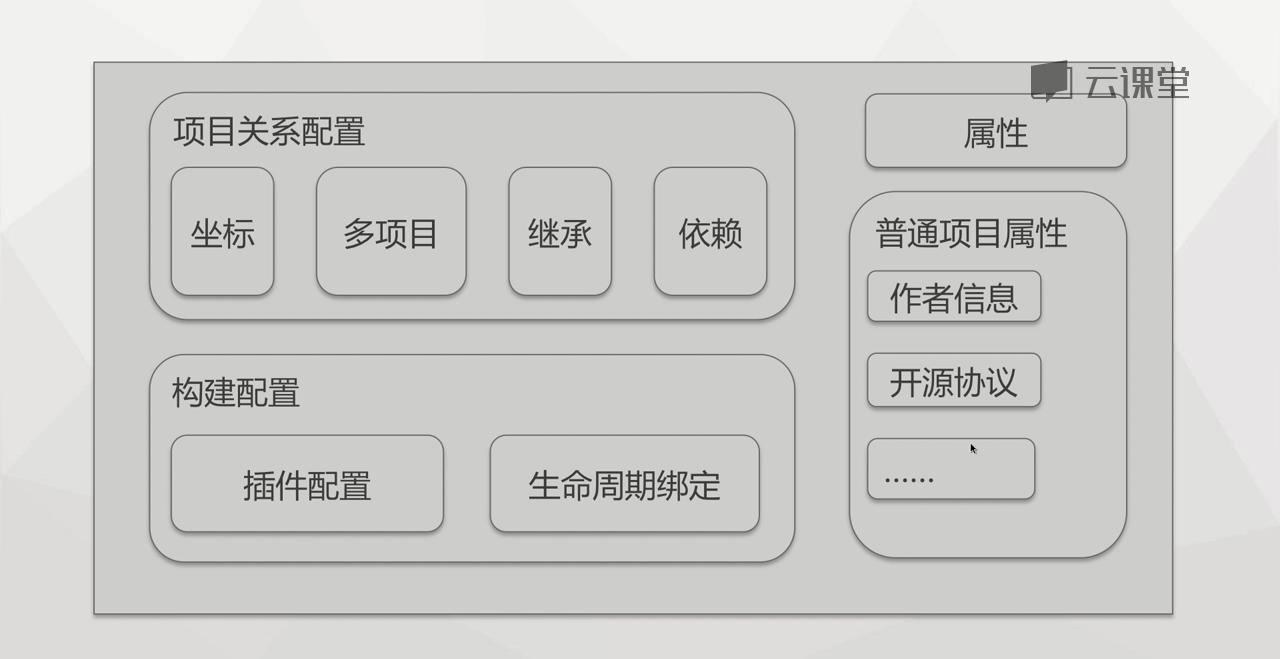 云课堂
项目关系配置
坐标
多项目
继承
依赖
构建配置
插件配置
生命周期绑定
属性
普通项目属性
作者信息
开源协议
......